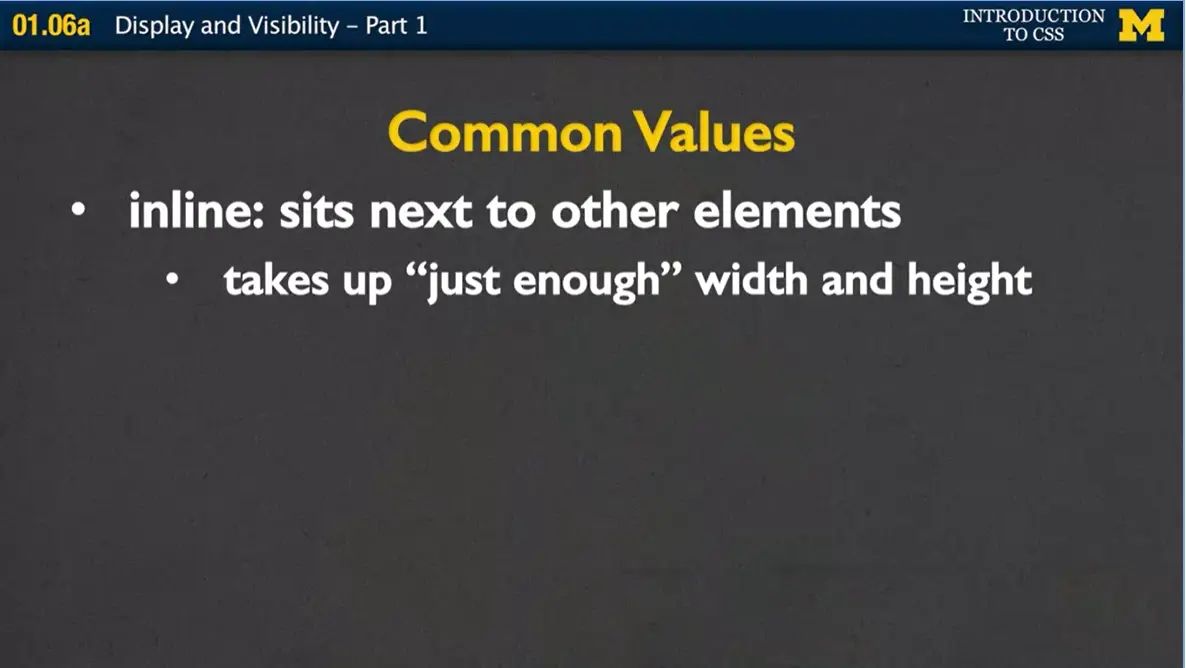 01.06a Display and Visibility – Part 1
INTRODUCTION
TO CSS
M
Common Values
• inline: sits next to other elements
• takes up “just enough” width and height